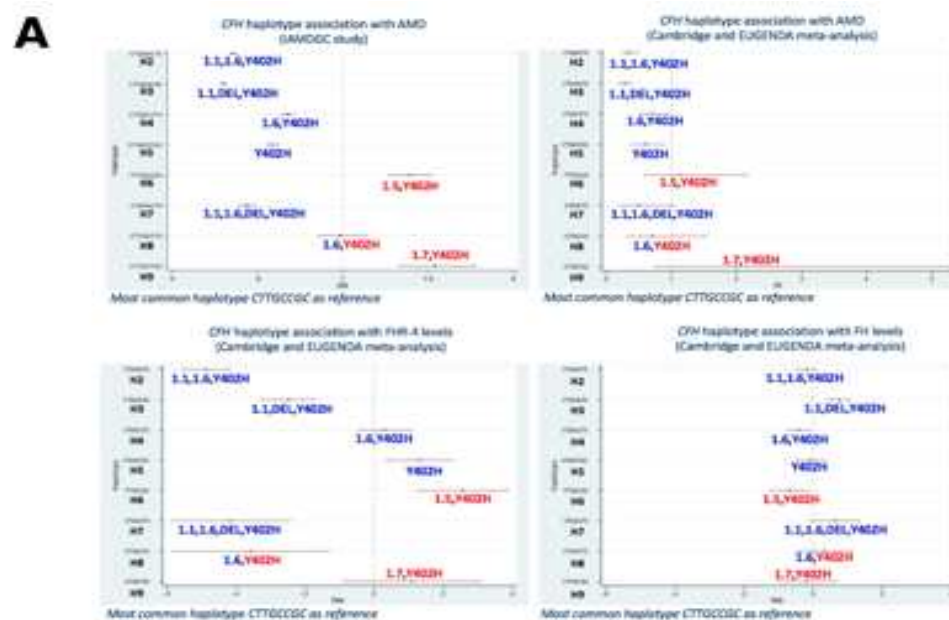 A
CFH haplotype association with AMD
(IAMDGC study)
H2
1.1,1.6,Y402H
H3
1.1,DEL,Y402H
H4
1.6,Y402H
H5
Y402H
H6
1.5,Y402H
H7
1.1,1.6,DEL,Y402H
H8
1.6,Y402H
1.7,Y402H
H9
Most common haplotype CTTGCCGC as reference
CFH haplotype association with AMD
(Cambridge and EUGENDA meta-analysis)
H2
1.1,1.6,Y402H
H3
1.1,DEL,Y402H
H4
1.6,Y402H
H5
Y402H
H6
1.5,Y402H
H7
1.1,1.6,DEL,Y402H
H8
1.6,Y402H
1.7,Y402H
H9
Most common haplotype CTTGCCGC as reference
CFH haplotype association with FHR-4 levels
(Cambridge and EUGENDA meta-analysis)
H2
1.1,1.6,Y402H
H3
1.1,DEL,Y402H
H4
1.6,Y402H
H5
Y402H
H6
1.5,Y402H
H7
1.1,1.6,DEL,Y402H
H8
1.6,Y402H
1.7,Y402H
H9
Most common haplotype CTTGCCGC as reference
CFH haplotype association with FH levels
(Cambridge and EUGENDA meta-analysis)
H2
1.1,1.6,Y402H
H3
1.1,DEL,Y402H
H4
1.6,Y402H
H5
Y402H
H6
1.5,Y402H
H7
1.1,1.6,DEL,Y402H
H8
1.6,Y402H
1.7,Y402H
H9
Most common haplotype CTTGCCGC as reference